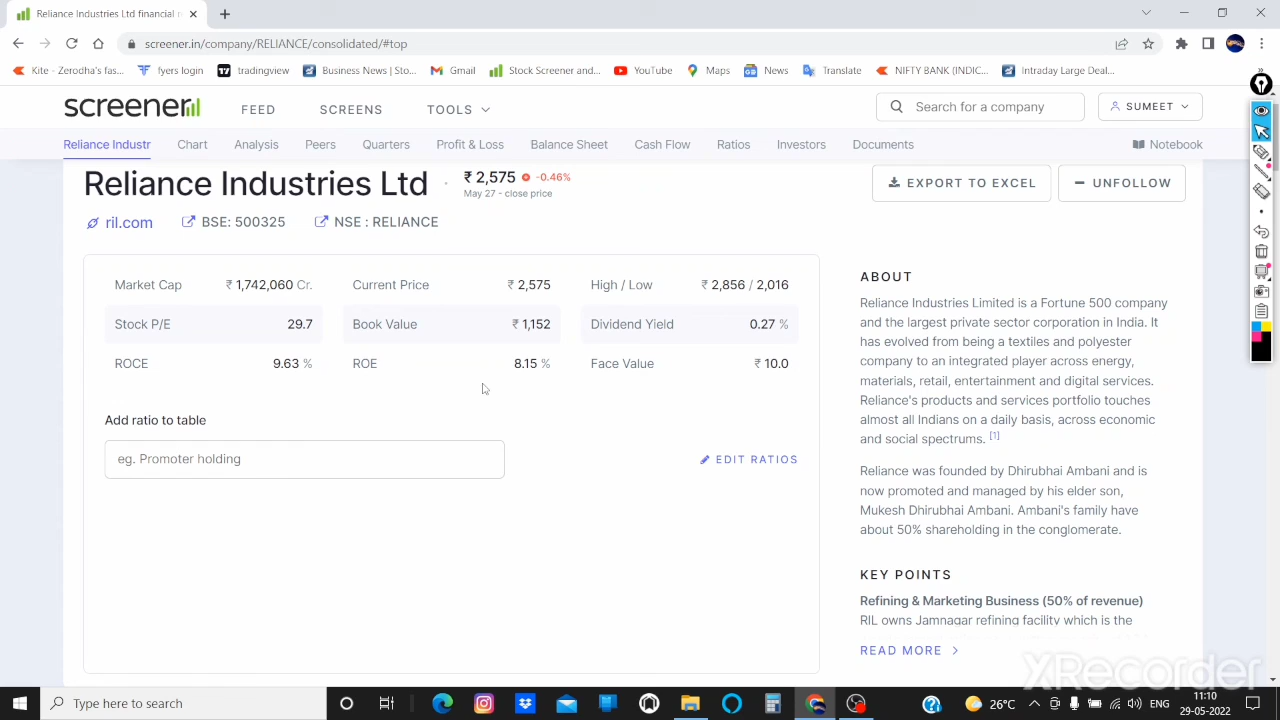 Reliance Industries Ltd financial r
screener.in/company/RELIANCE/consolidated/#top
Kite - Zerodha's fas...
fyers login
tradingview
Business News | Sto...
Gmail
Stock Screener and...
YouTube
Maps
News
Translate
NIFTY BANK (INDIC...
Intraday Large Deal...
screener
FEED
SCREENS
TOOLS
Search for a company
SUMEET
Reliance Industr
Chart
Analysis
Peers
Quarters
Profit & Loss
Balance Sheet
Cash Flow
Ratios
Investors
Documents
Notebook
Reliance Industries Ltd
₹ 2,575 -0.46%
May 27 - close price
EXPORT TO EXCEL
UNFOLLOW
ril.com
BSE: 500325
NSE : RELIANCE
Market Cap ₹ 1,742,060 Cr.
Current Price ₹ 2,575
High / Low ₹ 2,856 / 2,016
Stock P/E 29.7
Book Value ₹ 1,152
Dividend Yield 0.27 %
ROCE 9.63 %
ROE 8.15 %
Face Value ₹ 10.0
Add ratio to table
eg. Promoter holding
EDIT RATIOS
ABOUT
Reliance Industries Limited is a Fortune 500 company
and the largest private sector corporation in India. It
has evolved from being a textiles and polyester
company to an integrated player across energy,
materials, retail, entertainment and digital services.
Reliance's products and services portfolio touches
almost all Indians on a daily basis, across economic
and social spectrums. [1]
Reliance was founded by Dhirubhai Ambani and is
now promoted and managed by his elder son,
Mukesh Dhirubhai Ambani. Ambani's family have
about 50% shareholding in the conglomerate.
KEY POINTS
Refining & Marketing Business (50% of revenue)
RIL owns Jamnagar refining facility which is the
READ MORE
XRecorder
Type here to search
26°C
ENG
11:10
29-05-2022